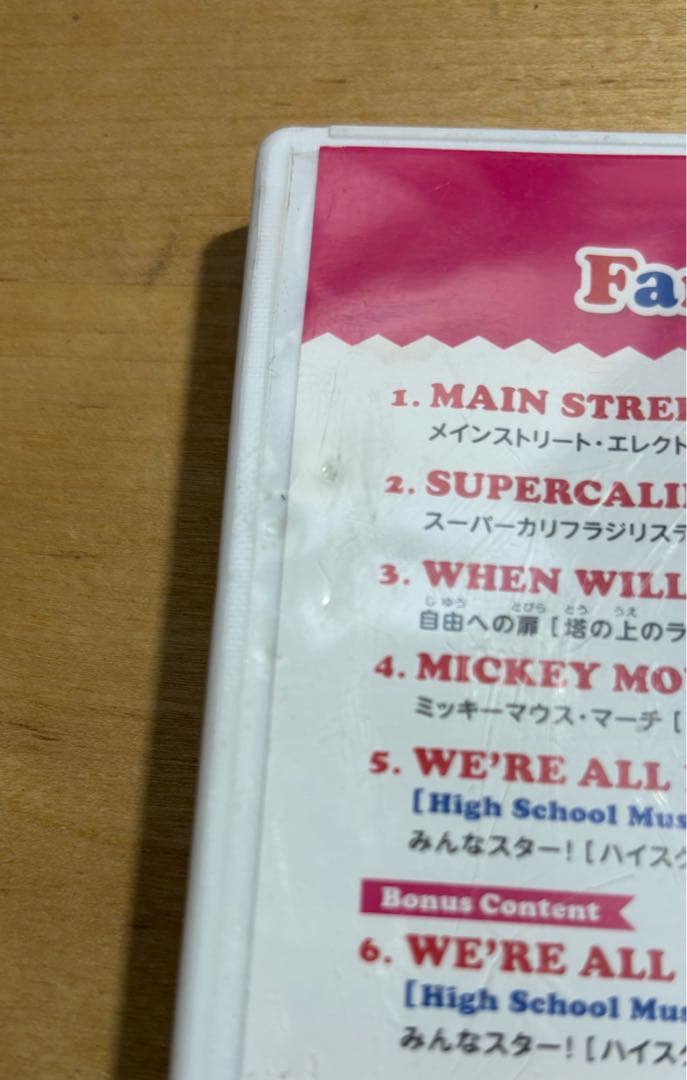 Fa
1. MAIN STREE
メインストリート・エレクト
2. SUPERCALI
スーパーカリフラジリステ
3. WHEN WILL
じゆう とびら とう うえ
自由への扉 [塔の上のラ
4. MICKEY MO
ミッキーマウス・マーチ [
5. WE'RE ALL
[High School Mus
みんなスター! [ハイスク
Bonus Content
6. WE'RE ALL
[High School Mus
みんなスター! [ハイスク